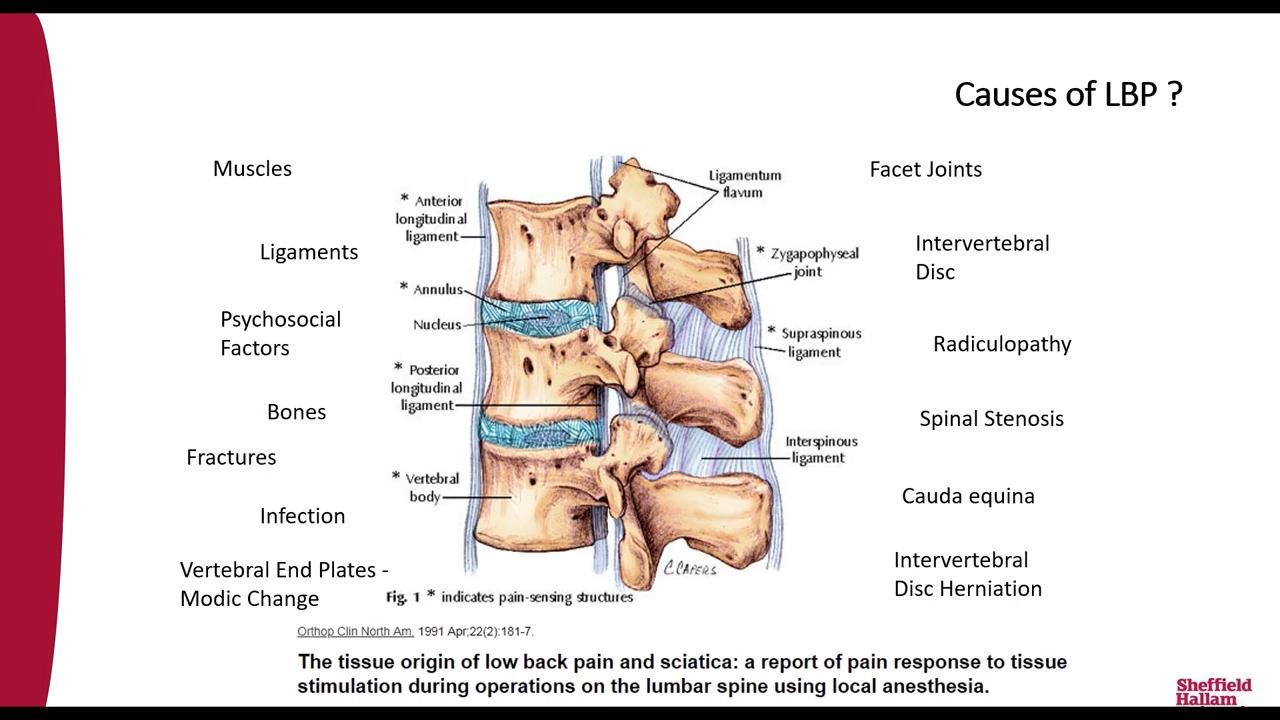 Causes of LBP ?
Muscles
Ligaments
Psychosocial
Factors
Bones
Fractures
Infection
Vertebral End Plates -
Modic Change
* Anterior
longitudinal
ligament
* Annulus
Nucleus
* Posterior
longitudinal
ligament
* Vertebral
body
Ligamentum
flavum
* Zygapophyseal
joint
* Supraspinous
ligament
Interspinous
ligament
C CAPERS
Fig. 1 * indicates pain-sensing structures
Facet Joints
Intervertebral
Disc
Radiculopathy
Spinal Stenosis
Cauda equina
Intervertebral
Disc Herniation
Orthop Clin North Am. 1991 Apr;22(2):181-7.
The tissue origin of low back pain and sciatica: a report of pain response to tissue
stimulation during operations on the lumbar spine using local anesthesia.
Sheffield
Hallam